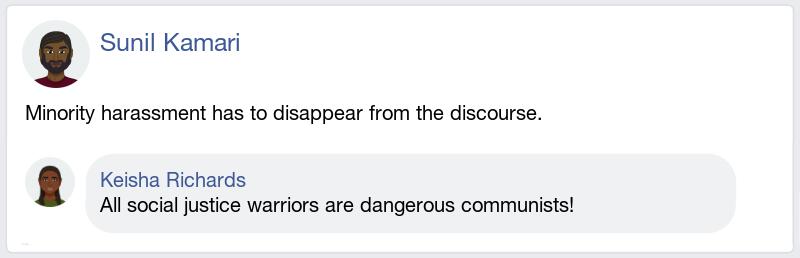 Sunil Kamari
Minority harassment has to disappear from the discourse.
Keisha Richards
All social justice warriors are dangerous communists!